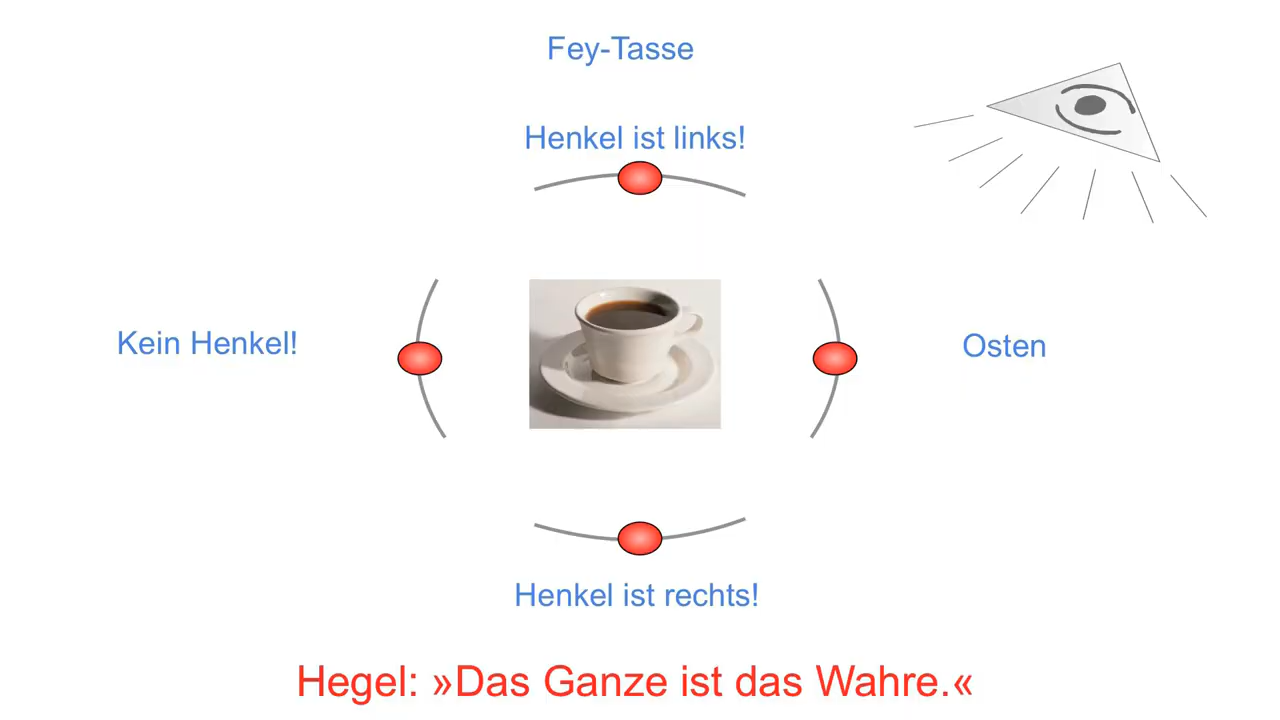 Fey-Tasse
Henkel ist links!
Kein Henkel!
Osten
Henkel ist rechts!
Hegel: »Das Ganze ist das Wahre.«